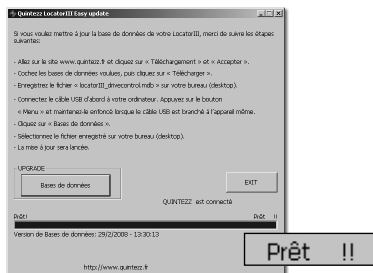 Quintezz LocatorIII Easy update
Si vous voulez mettre à jour la base de données de votre LocatorIII, merci de suivre les étapes
suivantes:
- Allez sur le site www.quintezz.fr et cliquez sur « Téléchargement » et « Accepter ».
- Cochez les bases de données voulues, puis cliquez sur « Télécharger ».
- Enregistrez le fichier « locatorIII_drivecontrol.mdb » sur votre bureau (desktop).
- Connectez le câble USB d'abord à votre ordinateur. Appuyez sur le bouton
« Menu » et maintenez-le enfoncé lorsque le câble USB est branché à l'appareil même.
- Cliquez sur « Bases de données ».
- Sélectionnez le fichier enregistré sur votre bureau (desktop).
- La mise à jour sera lancée.
UPGRADE
Bases de données
EXIT
QUINTEZZ est connecté
Prêt!
Prêt !!
Version de Bases de données: 29/2/2008 - 13:30:13
Prêt !!
http://www.quintezz.fr